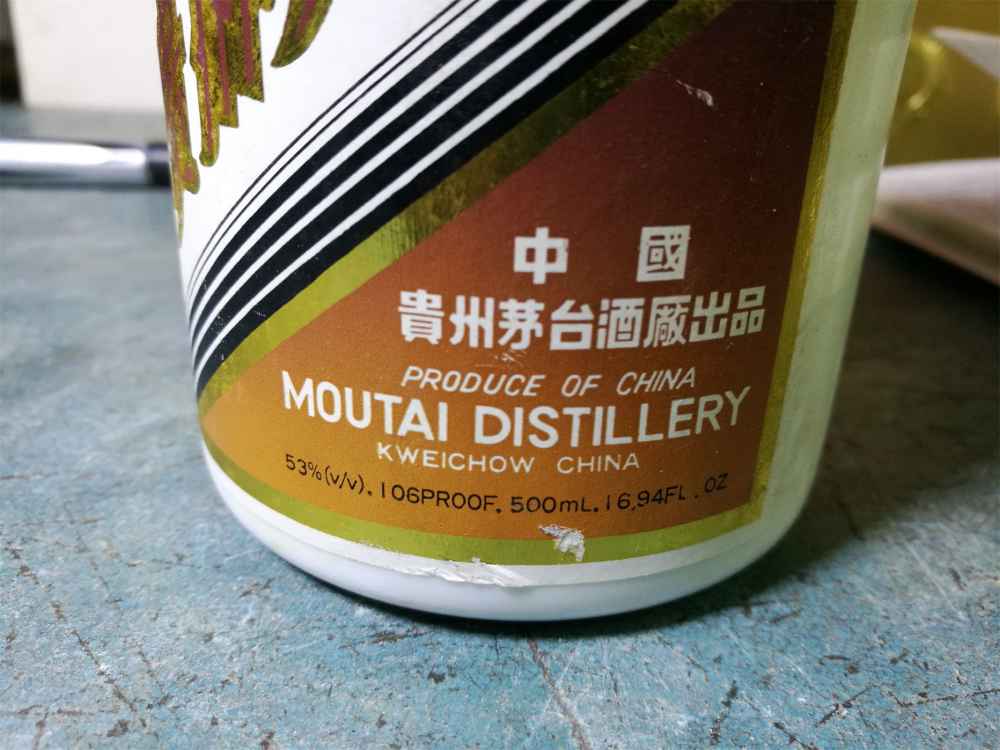 中國
貴州茅台酒廠出品
PRODUCE OF CHINA
MOUTAI DISTILLERY
KWEICHOW CHINA
53%(v/v). 106PROOF. 500mL. 16.94FL. OZ